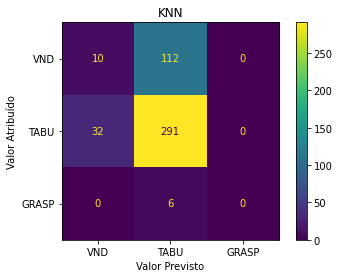 KNN
Valor Atribuído
VND
TABU
GRASP
10 112 0
32 291 0
0 6 0
VND TABU GRASP
Valor Previsto
250
200
150
100
50
0